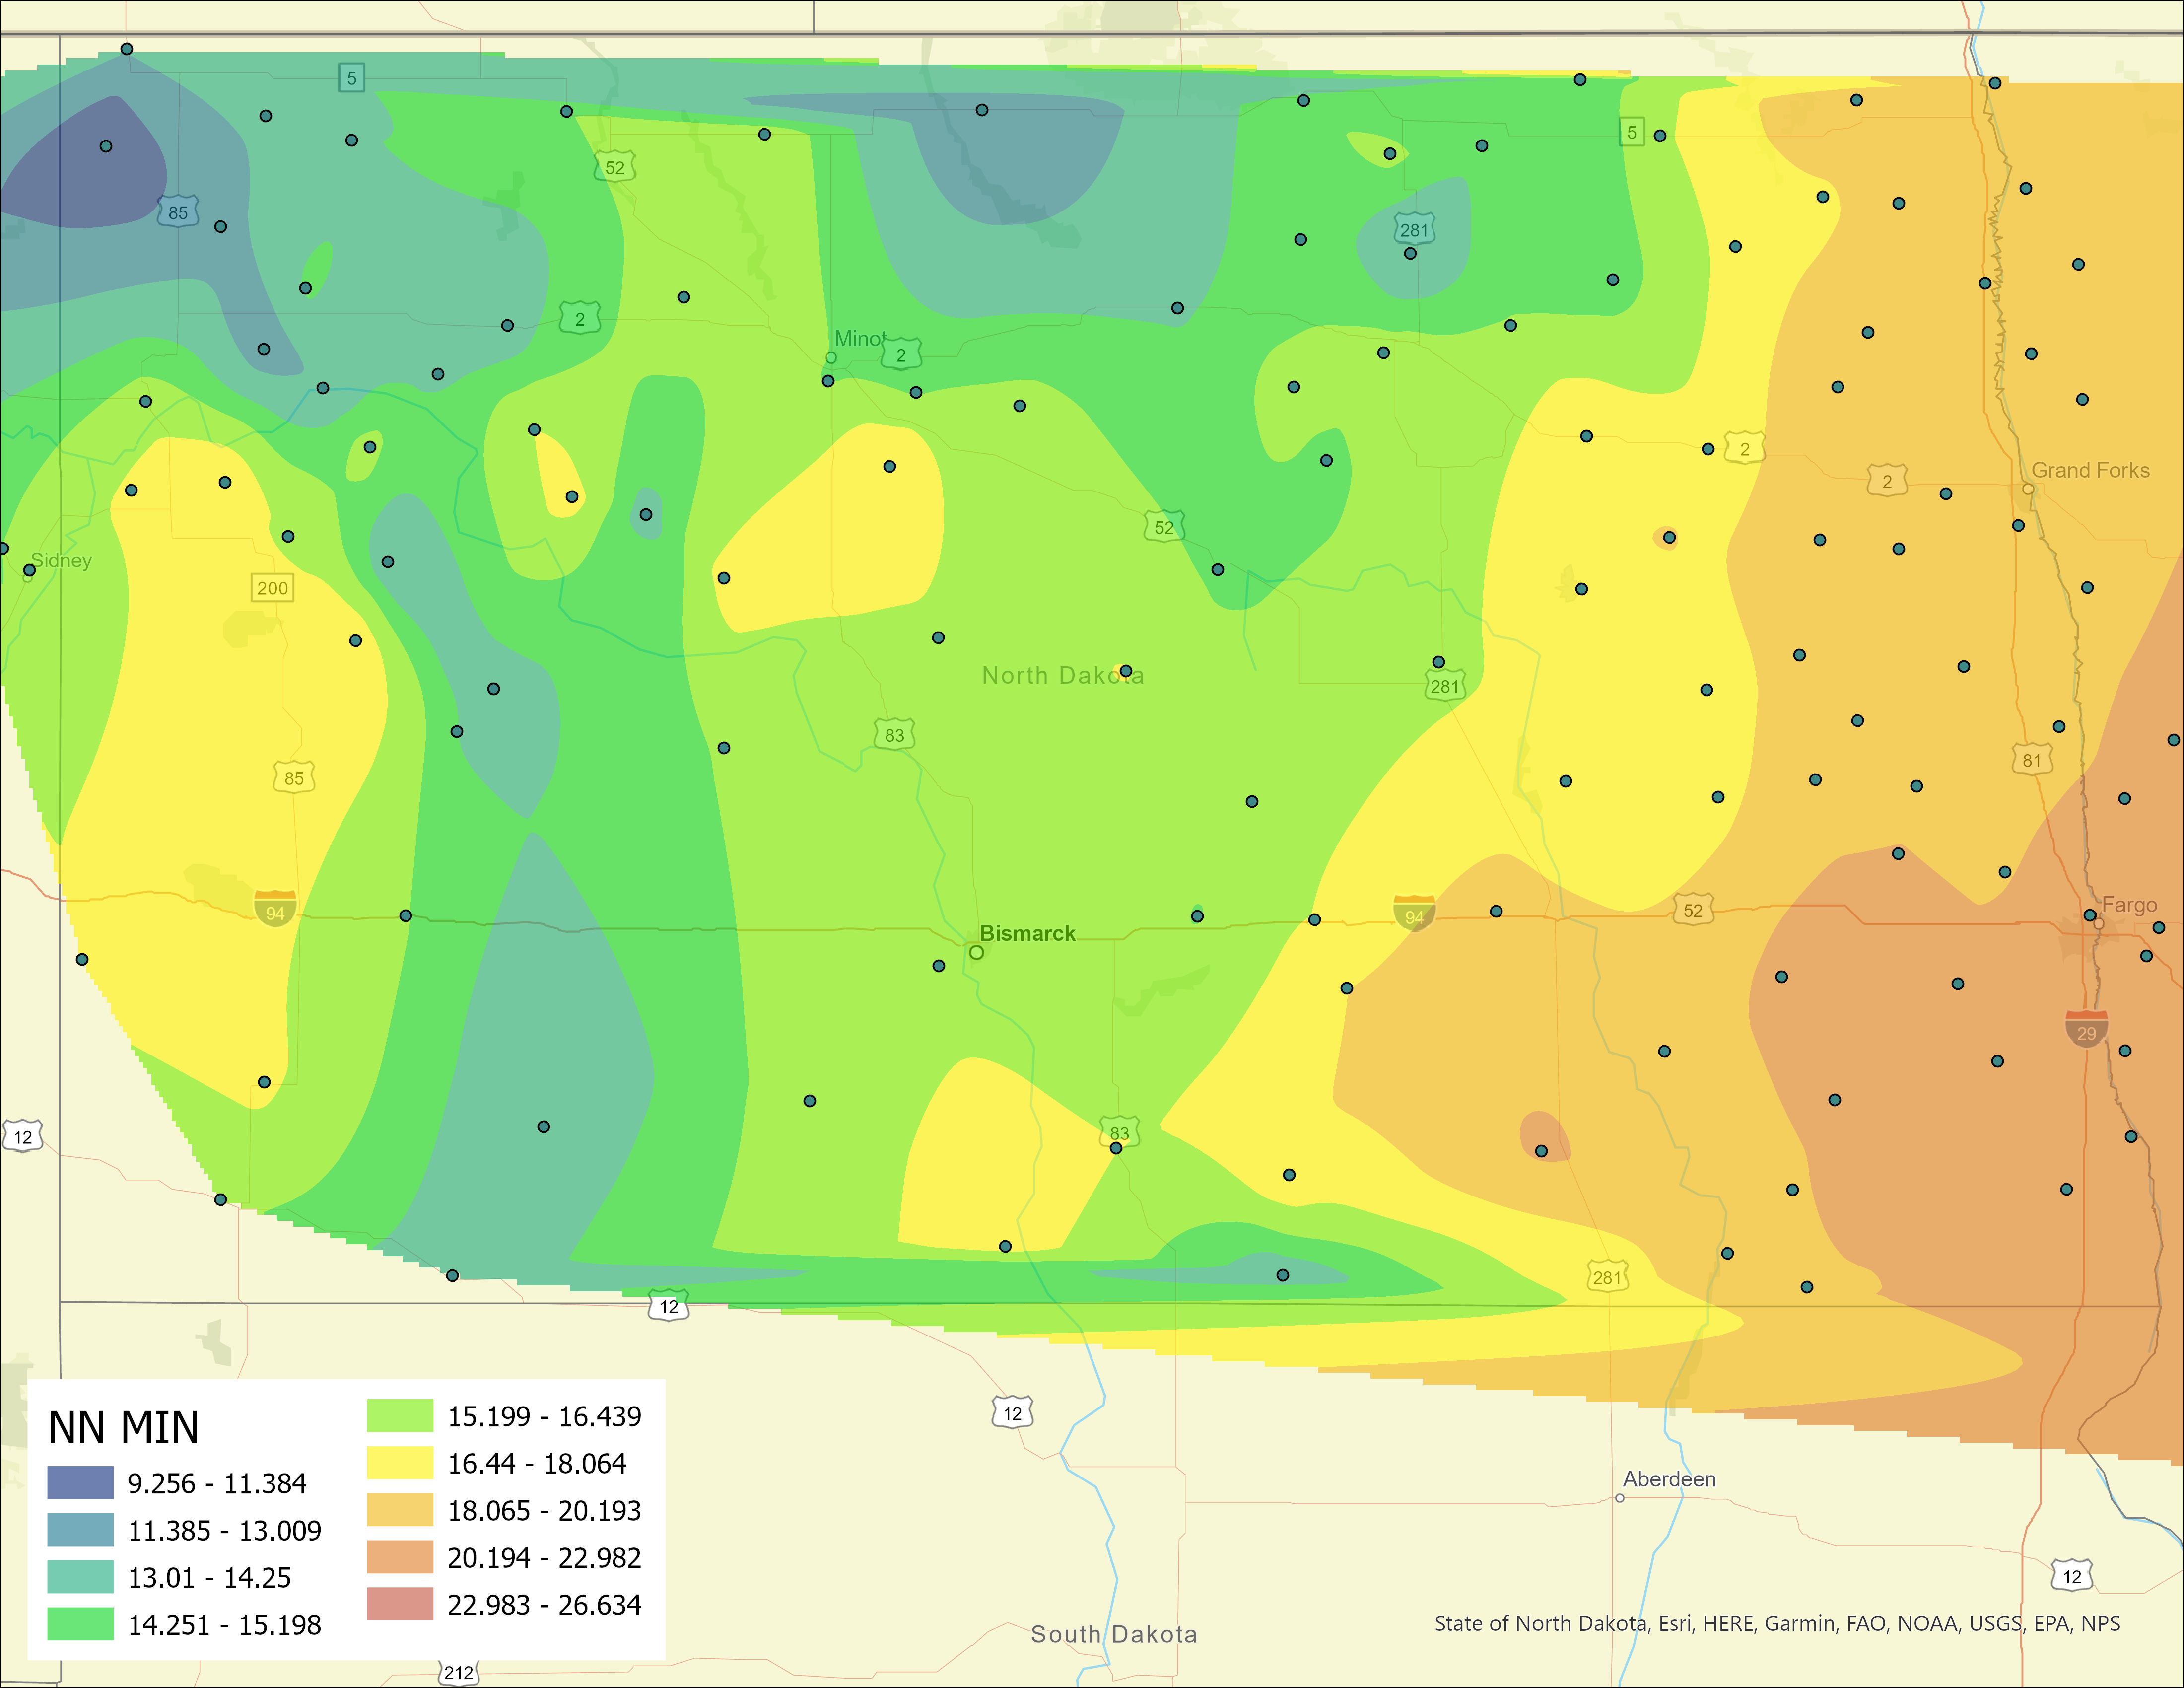 5
52
5
85
281
2
Minot
2
2
Grand Forks
2
52
Sidney
200
North Dakota
281
83
81
85
94
94
52
Fargo
Bismarck
29
12
83
281
12
12
NN MIN
9.256 - 11.384
11.385 - 13.009
13.01 - 14.25
14.251 - 15.198
15.199 - 16.439
16.44 - 18.064
18.065 - 20.193
20.194 - 22.982
22.983 - 26.634
Aberdeen
12
State of North Dakota, Esri, HERE, Garmin, FAO, NOAA, USGS, EPA, NPS
South Dakota
212